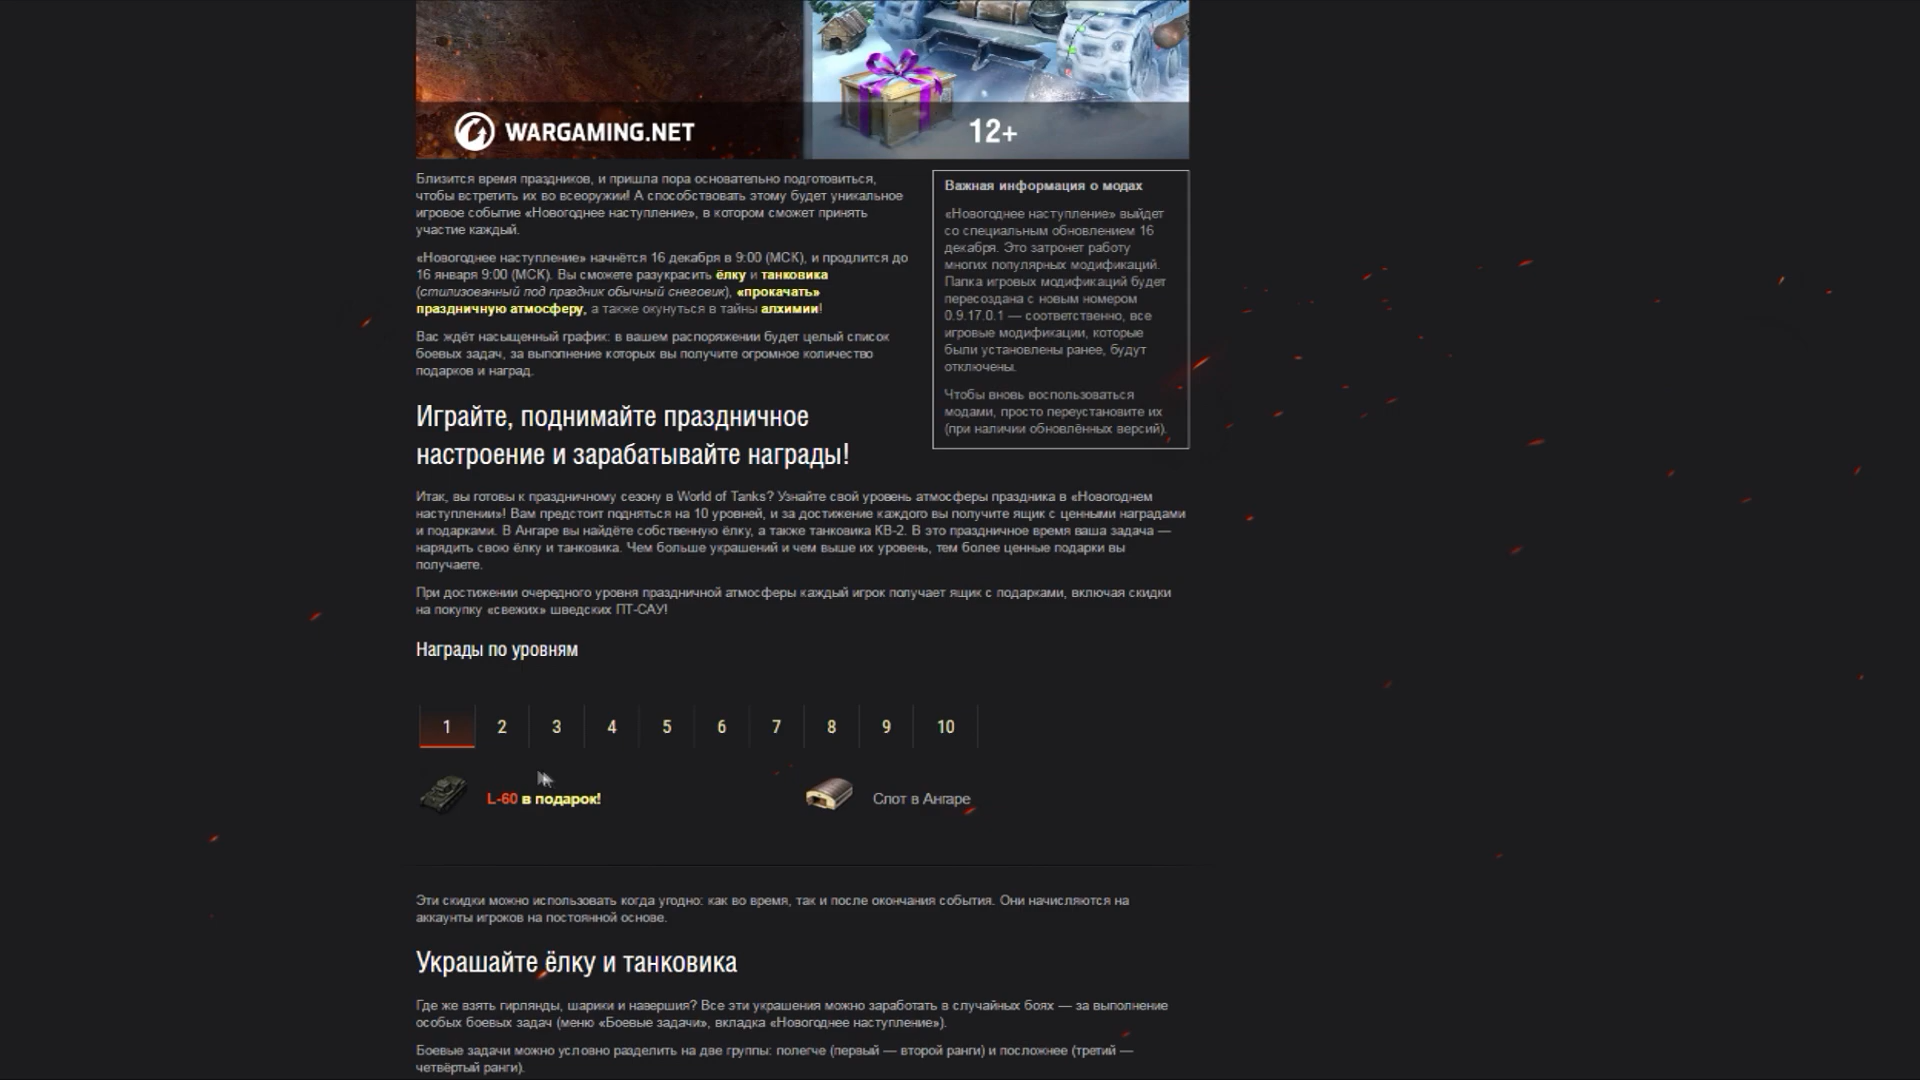 WARGAMING.NET
12+
Близится время праздников, и пришла пора основательно подготовиться,
чтобы встретить их во всеоружии! А способствовать этому будет уникальное
игровое событие «Новогоднее наступление», в котором сможет принять
участие каждый.
«Новогоднее наступление» начнётся 16 декабря в 9:00 (МСК), и продлится до
16 января 9:00 (МСК). Вы сможете разукрасить ёлку и танковика
(стилизованный под праздник обычный снеговик), «прокачать»
праздничную атмосферу, а также окунуться в тайны алхимии!
Вас ждёт насыщенный график: в вашем распоряжении будет целый список
боевых задач, за выполнение которых вы получите огромное количество
подарков и наград.
Важная информация о модах
«Новогоднее наступление» выйдет
со специальным обновлением 16
декабря. Это затронет работу
многих популярных модификаций.
Папка игровых модификаций будет
пересоздана с новым номером
0.9.17.0.1 — соответственно, все
игровые модификации, которые
были установлены ранее, будут
отключены.
Чтобы вновь воспользоваться
модами, просто переустановите их
(при наличии обновлённых версий).
Играйте, поднимайте праздничное
настроение и зарабатывайте награды!
Итак, вы готовы к праздничному сезону в World of Tanks? Узнайте свой уровень атмосферы праздника в «Новогоднем
наступлении»! Вам предстоит подняться на 10 уровней, и за достижение каждого вы получите ящик с ценными наградами
и подарками. В Ангаре вы найдёте собственную ёлку, а также танковика КВ-2. В это праздничное время ваша задача —
нарядить свою ёлку и танковика. Чем больше украшений и чем выше их уровень, тем более ценные подарки вы
получаете.
При достижении очередного уровня праздничной атмосферы каждый игрок получает ящик с подарками, включая скидки
на покупку «свежих» шведских ПТ-САУ!
Награды по уровням
1 2 3 4 5 6 7 8 9 10
L-60 в подарок! Слот в Ангаре
Эти скидки можно использовать когда угодно: как во время, так и после окончания события. Они начисляются на
аккаунты игроков на постоянной основе.
Украшайте ёлку и танковика
Где же взять гирлянды, шарики и навершия? Все эти украшения можно заработать в случайных боях — за выполнение
особых боевых задач (меню «Боевые задачи», вкладка «Новогоднее наступление»).
Боевые задачи можно условно разделить на две группы: полегче (первый — второй ранги) и посложнее (третий —
четвёртый ранги).